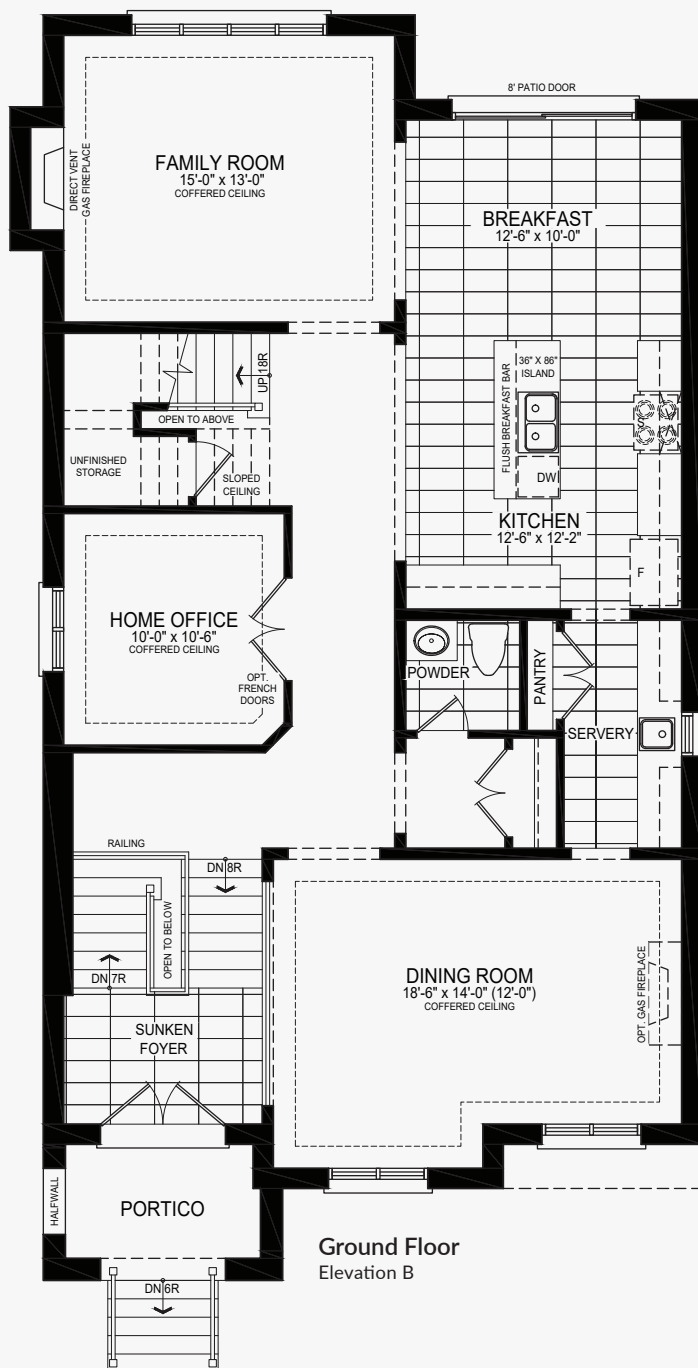 8' PATIO DOOR
FAMILY ROOM
15'-0" x 13'-0"
COFFERED CEILING
DIRECT VENT
GAS FIREPLACE
BREAKFAST
12'-6" x 10'-0"
UP 18R
36" X 86"
ISLAND
FLUSH BREAKFAST BAR
S
OPEN TO ABOVE
UNFINISHED
STORAGE
SLOPED
CEILING
DW
KITCHEN
12'-6" x 12'-2"
F
HOME OFFICE
10'-0" x 10'-6"
COFFERED CEILING
OPT.
FRENCH
DOORS
POWDER
PANTRY
SERVERY
RAILING
DN 8R
OPEN TO BELOW
DN 7R
DINING ROOM
18'-6" x 14'-0" (12'-0")
COFFERED CEILING
OPT. GAS FIREPLACE
SUNKEN
FOYER
HALFWALL
PORTICO
DN 6R
Ground Floor
Elevation B